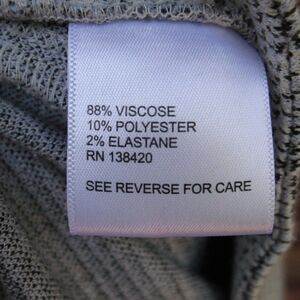 88% VISCOSE
10% POLYESTER
2% ELASTANE
RN 138420
SEE REVERSE FOR CARE